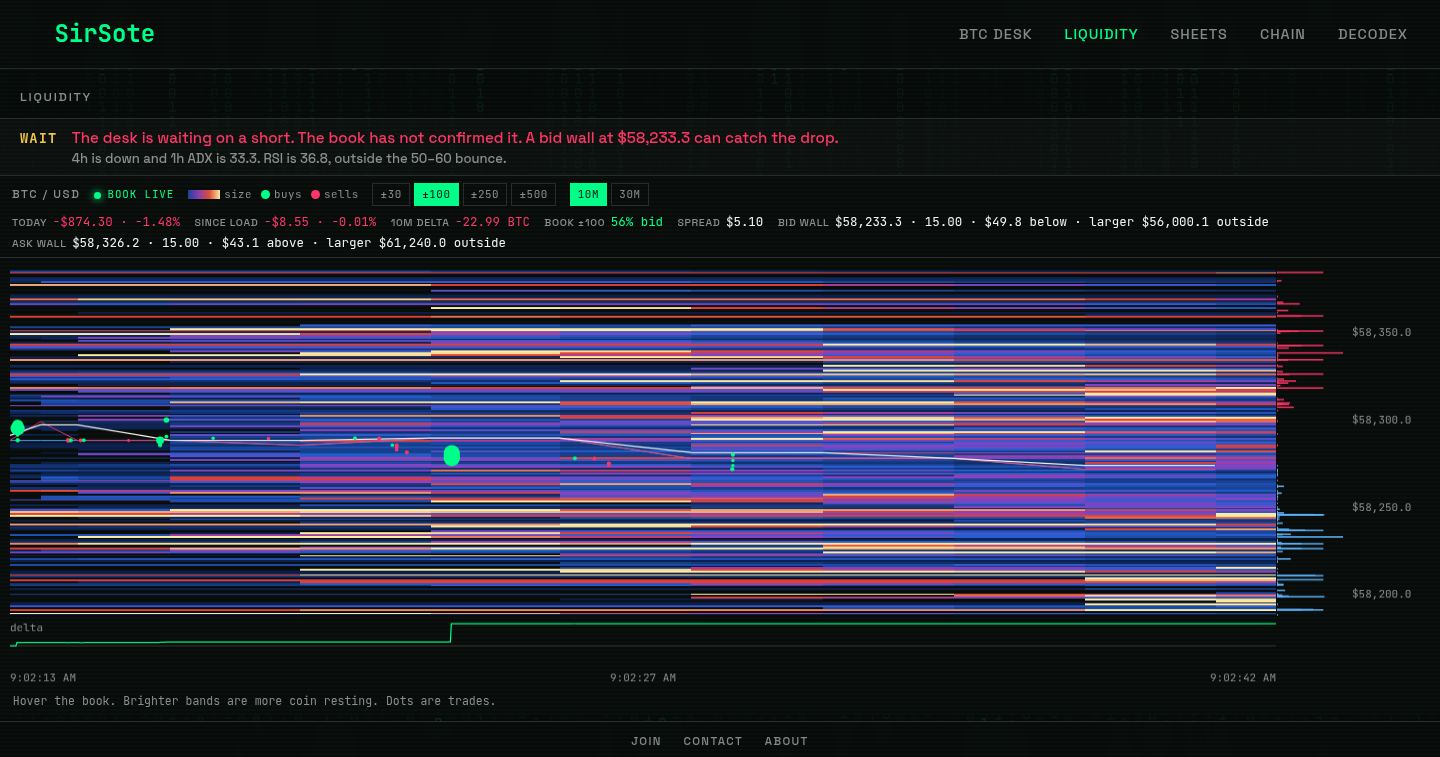 SirSote
BTC DESK LIQUIDITY SHEETS CHAIN DECODEX
LIQUIDITY
WAIT The desk is waiting on a short. The book has not confirmed it. A bid wall at $58,233.3 can catch the drop.
4h is down and 1h ADX is 33.3. RSI is 36.8, outside the 50–60 bounce.
BTC / USD BOOK LIVE size buys sells ±30 ±100 ±250 ±500 10M 30M
TODAY -$874.30 · -1.48% SINCE LOAD -$8.55 · -0.01% 10M DELTA -22.99 BTC BOOK ±100 56% bid SPREAD $5.10 BID WALL $58,233.3 · 15.00 · $49.8 below · larger $56,000.1 outside
ASK WALL $58,326.2 · 15.00 · $43.1 above · larger $61,240.0 outside
$58,350.0
$58,300.0
$58,250.0
$58,200.0
delta
9:02:13 AM 9:02:27 AM 9:02:42 AM
Hover the book. Brighter bands are more coin resting. Dots are trades.
JOIN CONTACT ABOUT